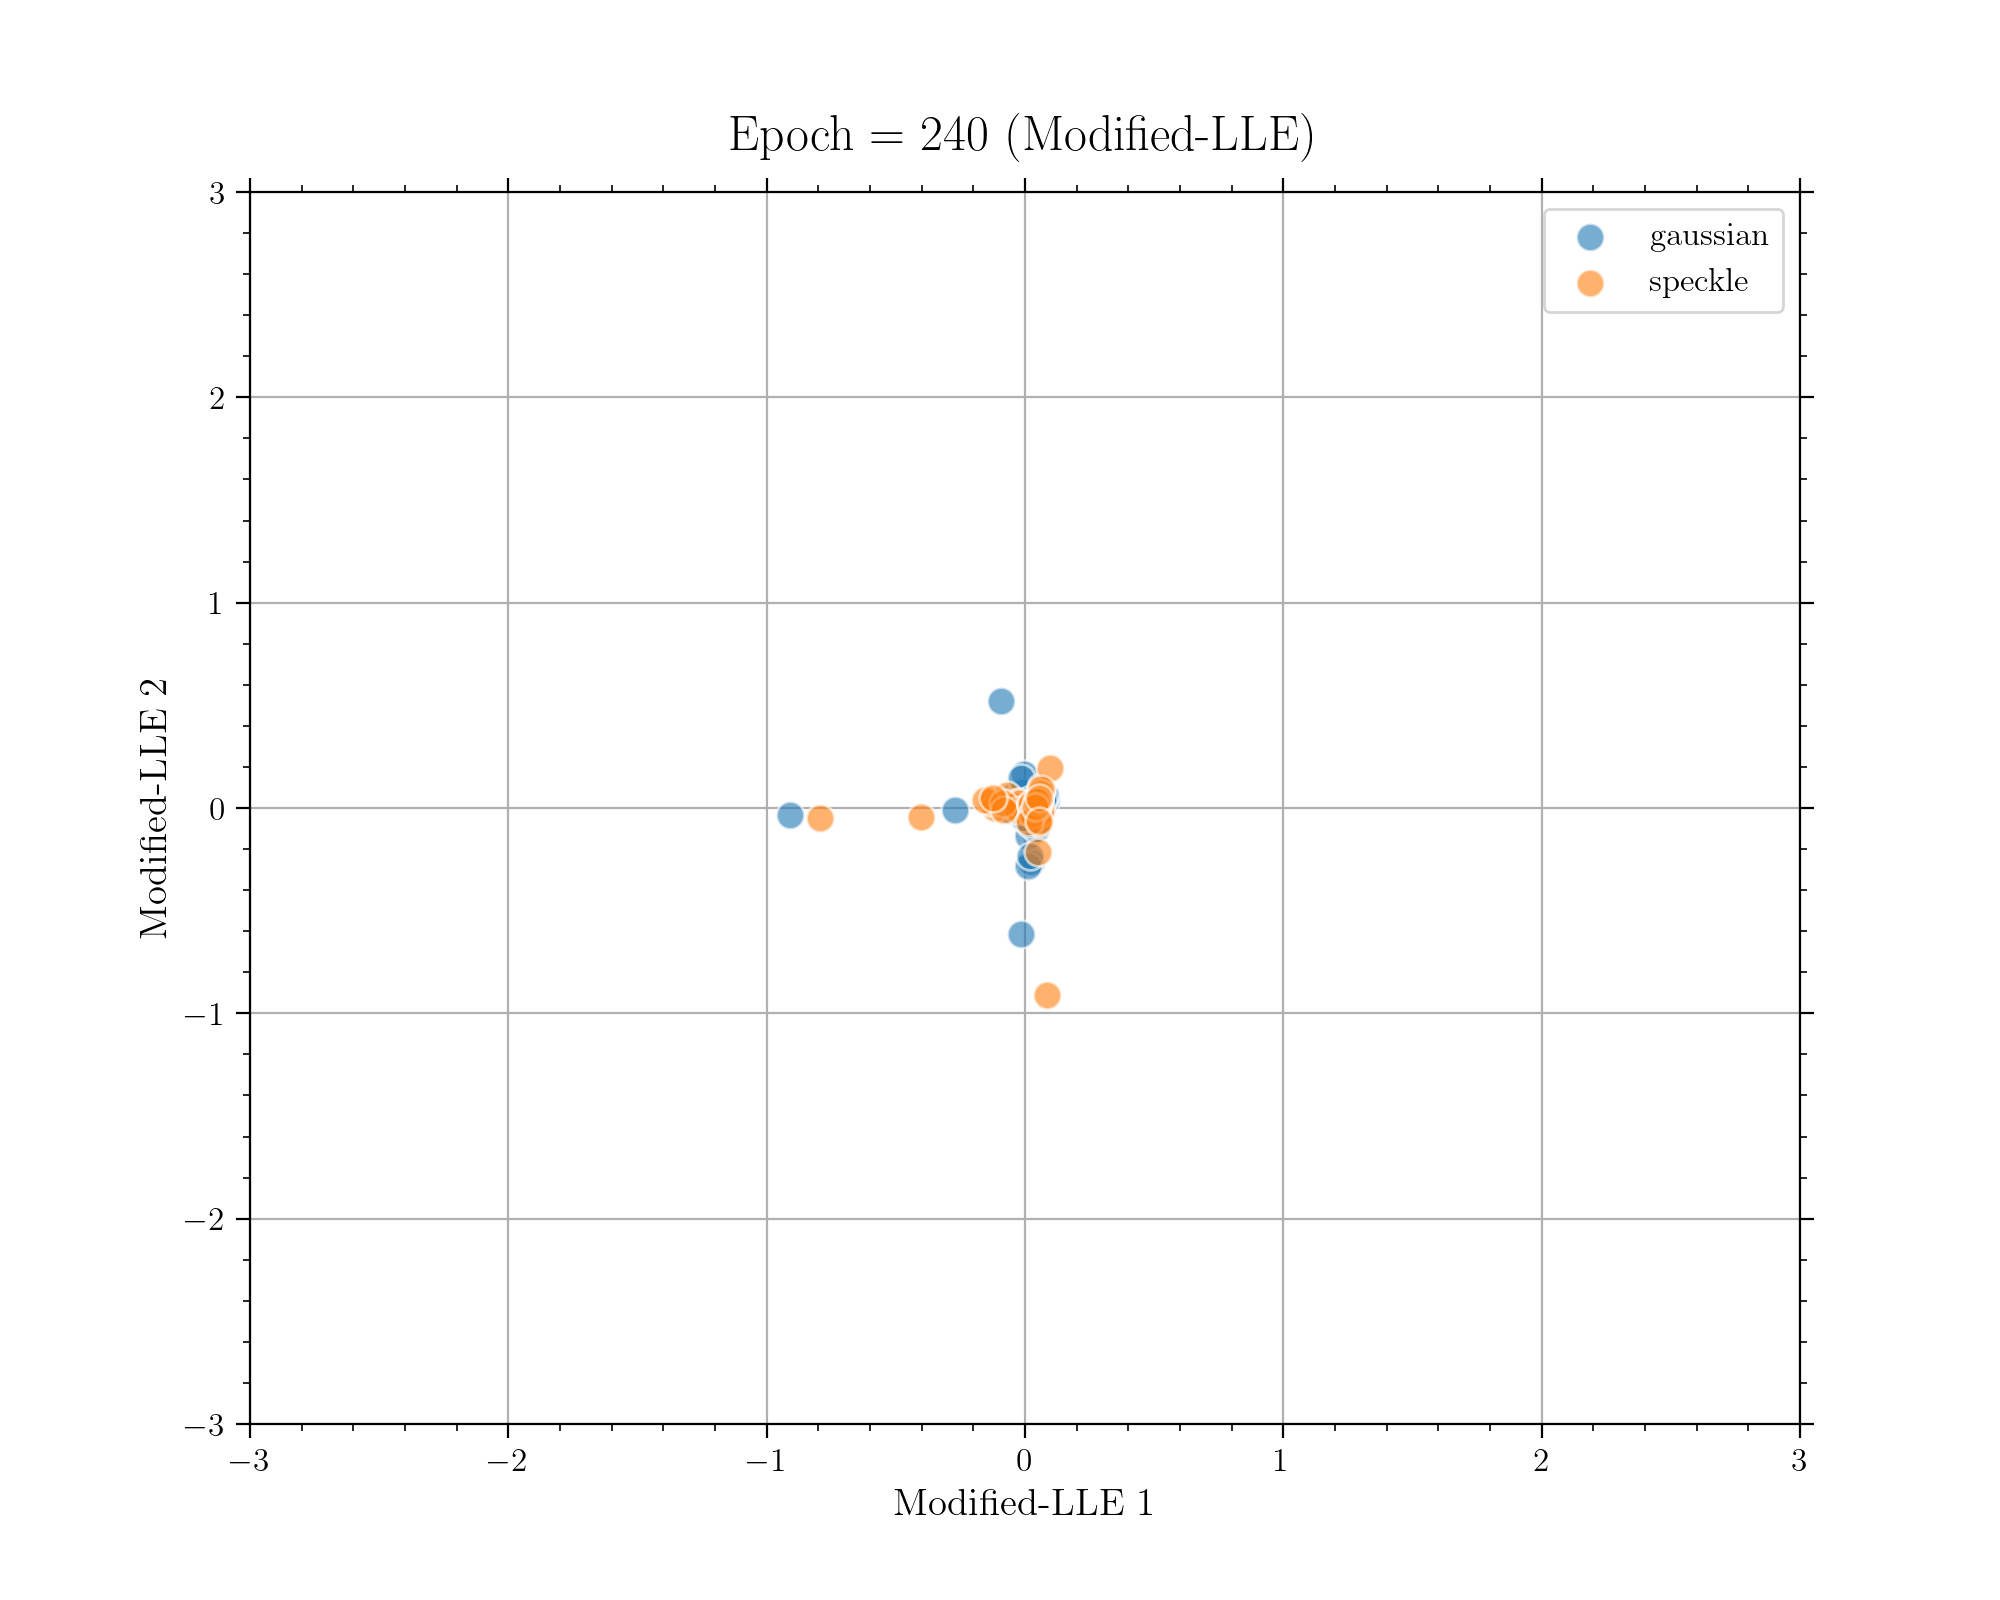 Epoch = 240 (Modified-LLE)
gaussian
speckle
3
2
1
0
−1
−2
−3
Modified-LLE 2
−3
−2
−1
0
1
2
3
Modified-LLE 1